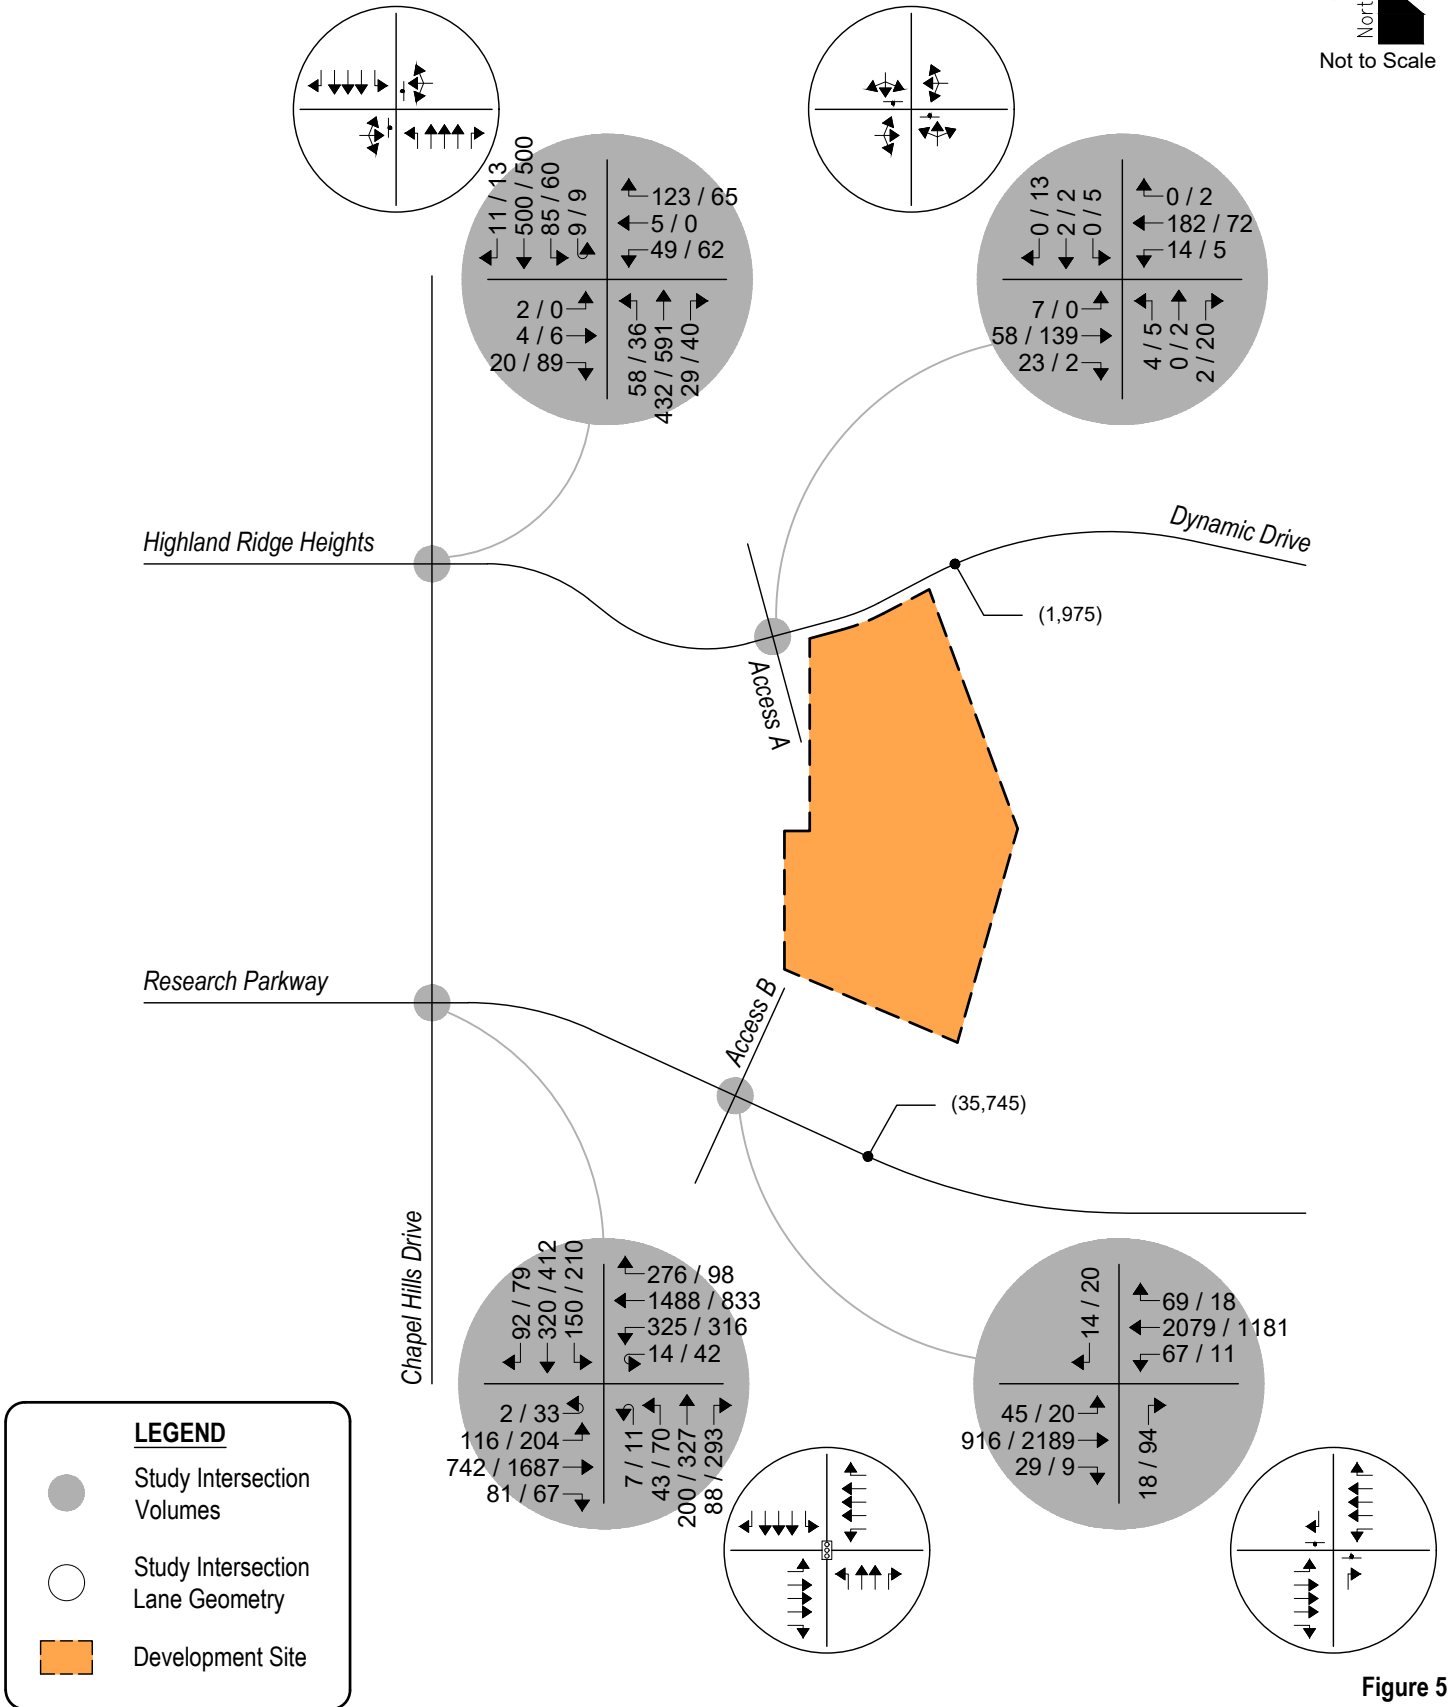 Nort
Not to Scale
11 / 13
500 / 500
85 / 60
9 / 9
123 / 65
5 / 0
49 / 62
2 / 0
4 / 6
20 / 89
58 / 36
432 / 591
29 / 40
0 / 13
2 / 2
0 / 5
0 / 2
182 / 72
14 / 5
7 / 0
58 / 139
23 / 2
4 / 5
0 / 2
2 / 20
Highland Ridge Heights
Dynamic Drive
(1,975)
Access A
Research Parkway
Access B
(35,745)
Chapel Hills Drive
92 / 79
320 / 412
150 / 210
276 / 98
1488 / 833
325 / 316
14 / 42
2 / 33
116 / 204
742 / 1687
81 / 67
7 / 11
43 / 70
200 / 327
88 / 293
14 / 20
69 / 18
2079 / 1181
67 / 11
45 / 20
916 / 2189
29 / 9
18 / 94
LEGEND
Study Intersection
Volumes
Study Intersection
Lane Geometry
Development Site
Figure 5